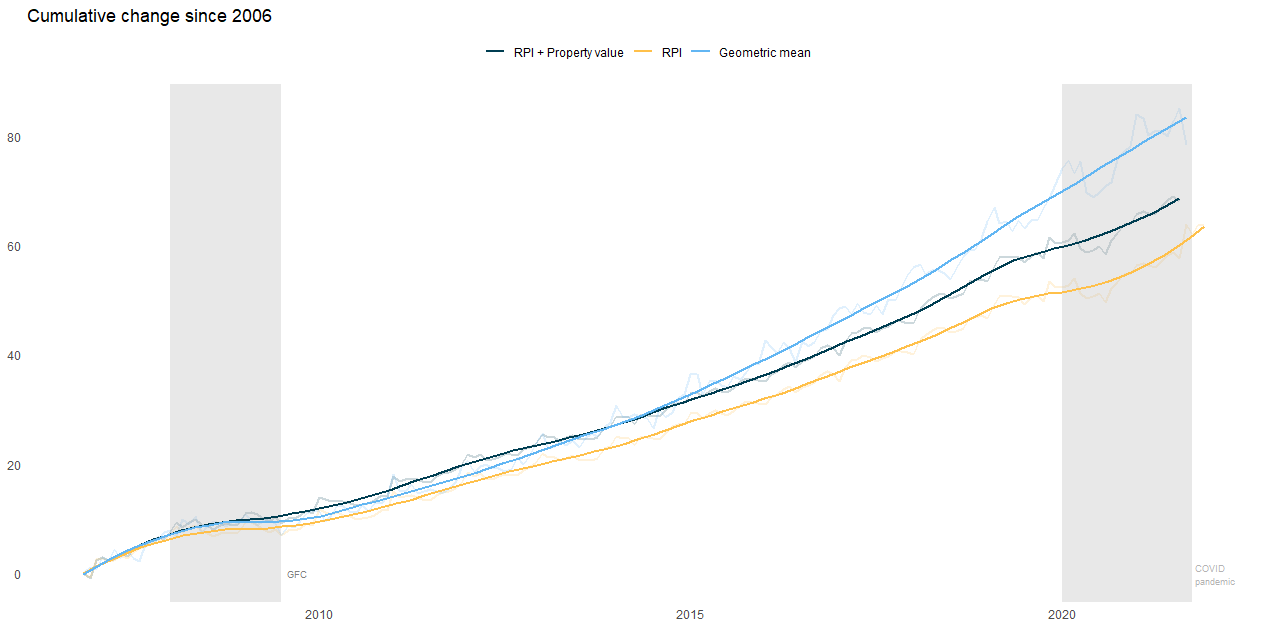 Cumulative change since 2006
RPI + Property value RPI Geometric mean
80
60
40
20
0
GFC
COVID
pandemic
2010 2015 2020